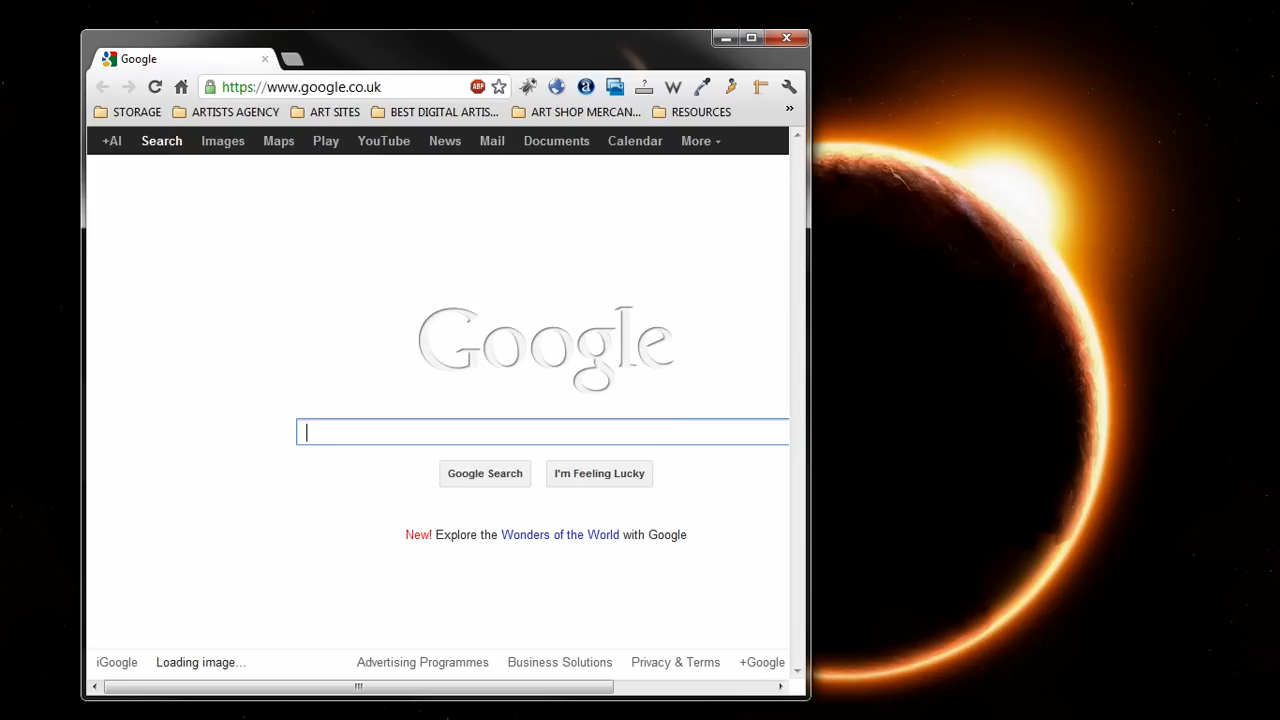 Google
https://www.google.co.uk
ABP
STORAGE ARTISTS AGENCY ART SITES BEST DIGITAL ARTIS... ART SHOP MERCAN... RESOURCES »
+Al Search Images Maps Play YouTube News Mail Documents Calendar More
Google
Google Search I'm Feeling Lucky
New! Explore the Wonders of the World with Google
iGoogle Loading image... Advertising Programmes Business Solutions Privacy & Terms +Google